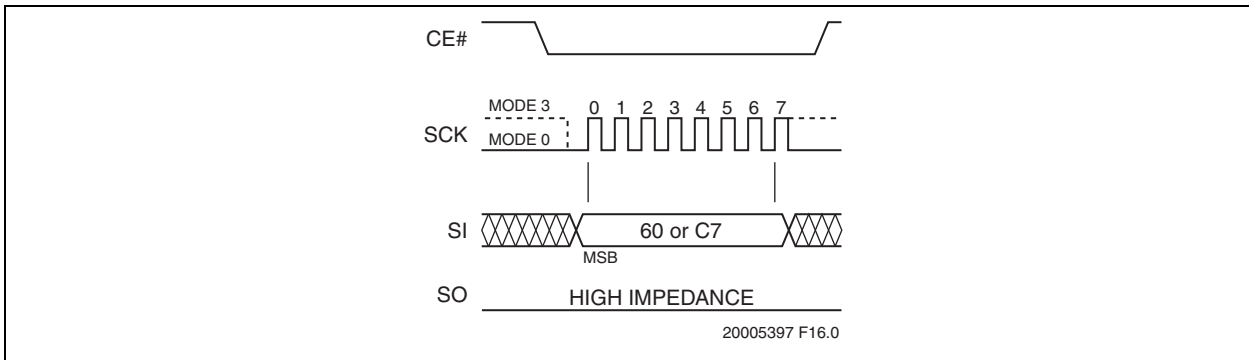 CE#
MODE 3
0 1 2 3 4 5 6 7
SCK
MODE 0
SI
60 or C7
MSB
SO
HIGH IMPEDANCE
20005397 F16.0